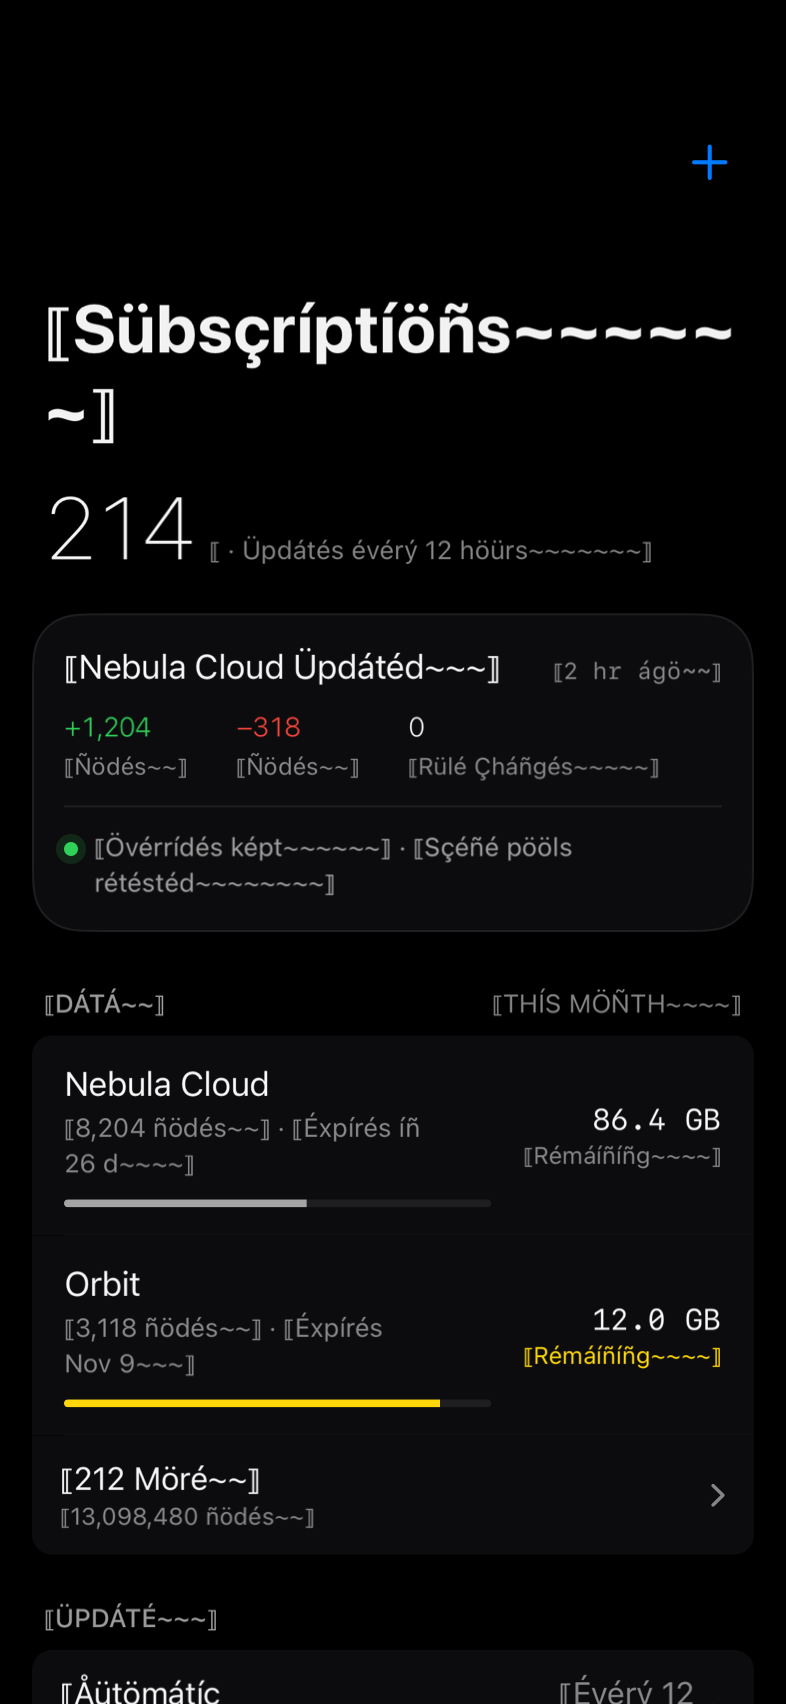 ⟦Sübsçríptíöñs~~~~~
~⟧
214 ⟦ · Üpdátés évérý 12 höürs~~~~~~~⟧
⟦Nebula Cloud Üpdátéd~~~⟧ ⟦2 hr ágö~~⟧
+1,204 −318 0
⟦Ñödés~~⟧ ⟦Ñödés~~⟧ ⟦Rülé Çháñgés~~~~~⟧
⟦Övérrídés képt~~~~~~⟧ · ⟦Sçéñé pööls
rétéstéd~~~~~~~~⟧
⟦DÁTÁ~~⟧ ⟦THÍS MÖÑTH~~~~⟧
Nebula Cloud
86.4 GB
⟦8,204 ñödés~~⟧ · ⟦Éxpírés íñ
26 d~~~~⟧
⟦Rémáíñíñg~~~~⟧
Orbit
12.0 GB
⟦3,118 ñödés~~⟧ · ⟦Éxpírés
Nov 9~~~⟧
⟦Rémáíñíñg~~~~⟧
⟦212 Möré~~⟧
⟦13,098,480 ñödés~~⟧
⟦ÜPDÁTÉ~~~⟧
⟦Åütömátíc ⟦Évérý 12